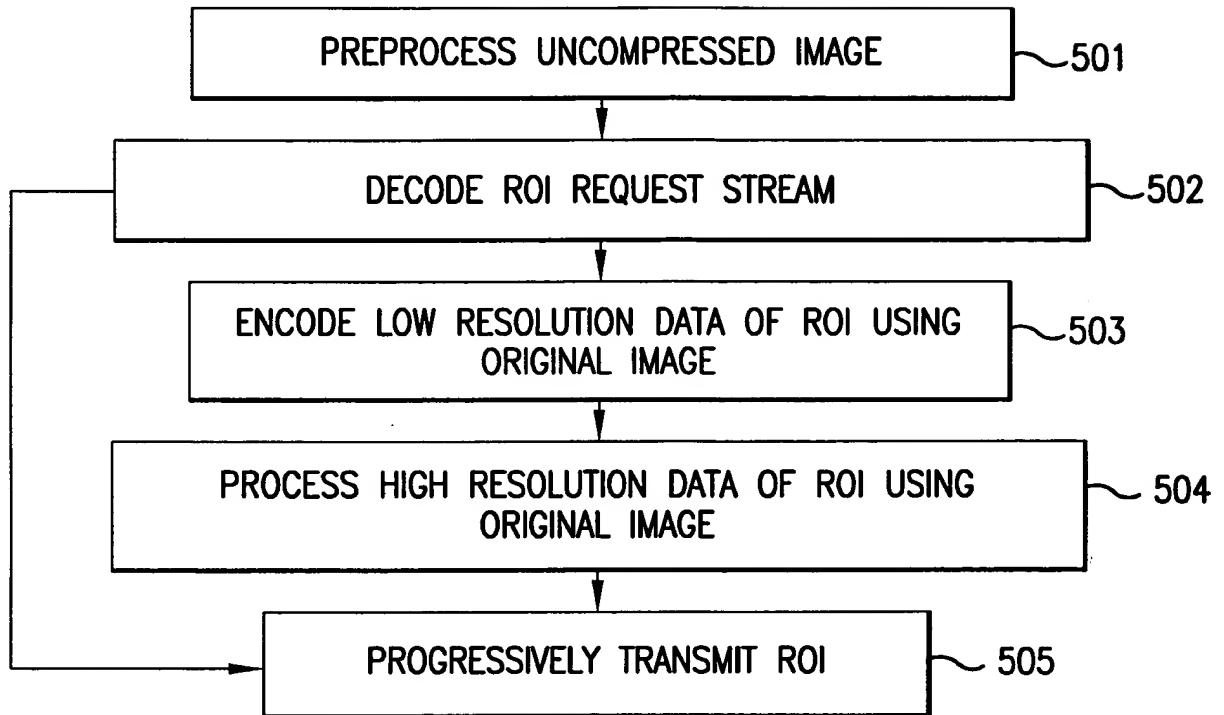 PREPROCESS UNCOMPRESSED IMAGE
501
DECODE ROI REQUEST STREAM
502
ENCODE LOW RESOLUTION DATA OF ROI USING
ORIGINAL IMAGE
503
PROCESS HIGH RESOLUTION DATA OF ROI USING
ORIGINAL IMAGE
504
PROGRESSIVELY TRANSMIT ROI
505